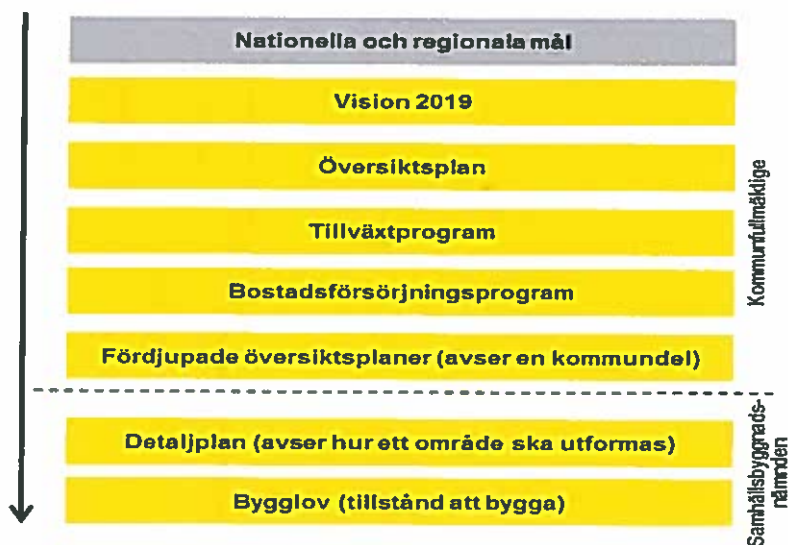 Nationella och regionala mål
Vision 2019
Översiktsplan
Tillväxtprogram
Bostadsförsörjningsprogram
Fördjupade översiktsplaner (avser en kommundel)
Kommunfullmäktige
Detaljplan (avser hur ett område ska utformas)
Bygglov (tillstånd att bygga)
Samhällsbyggnads-
nämnden